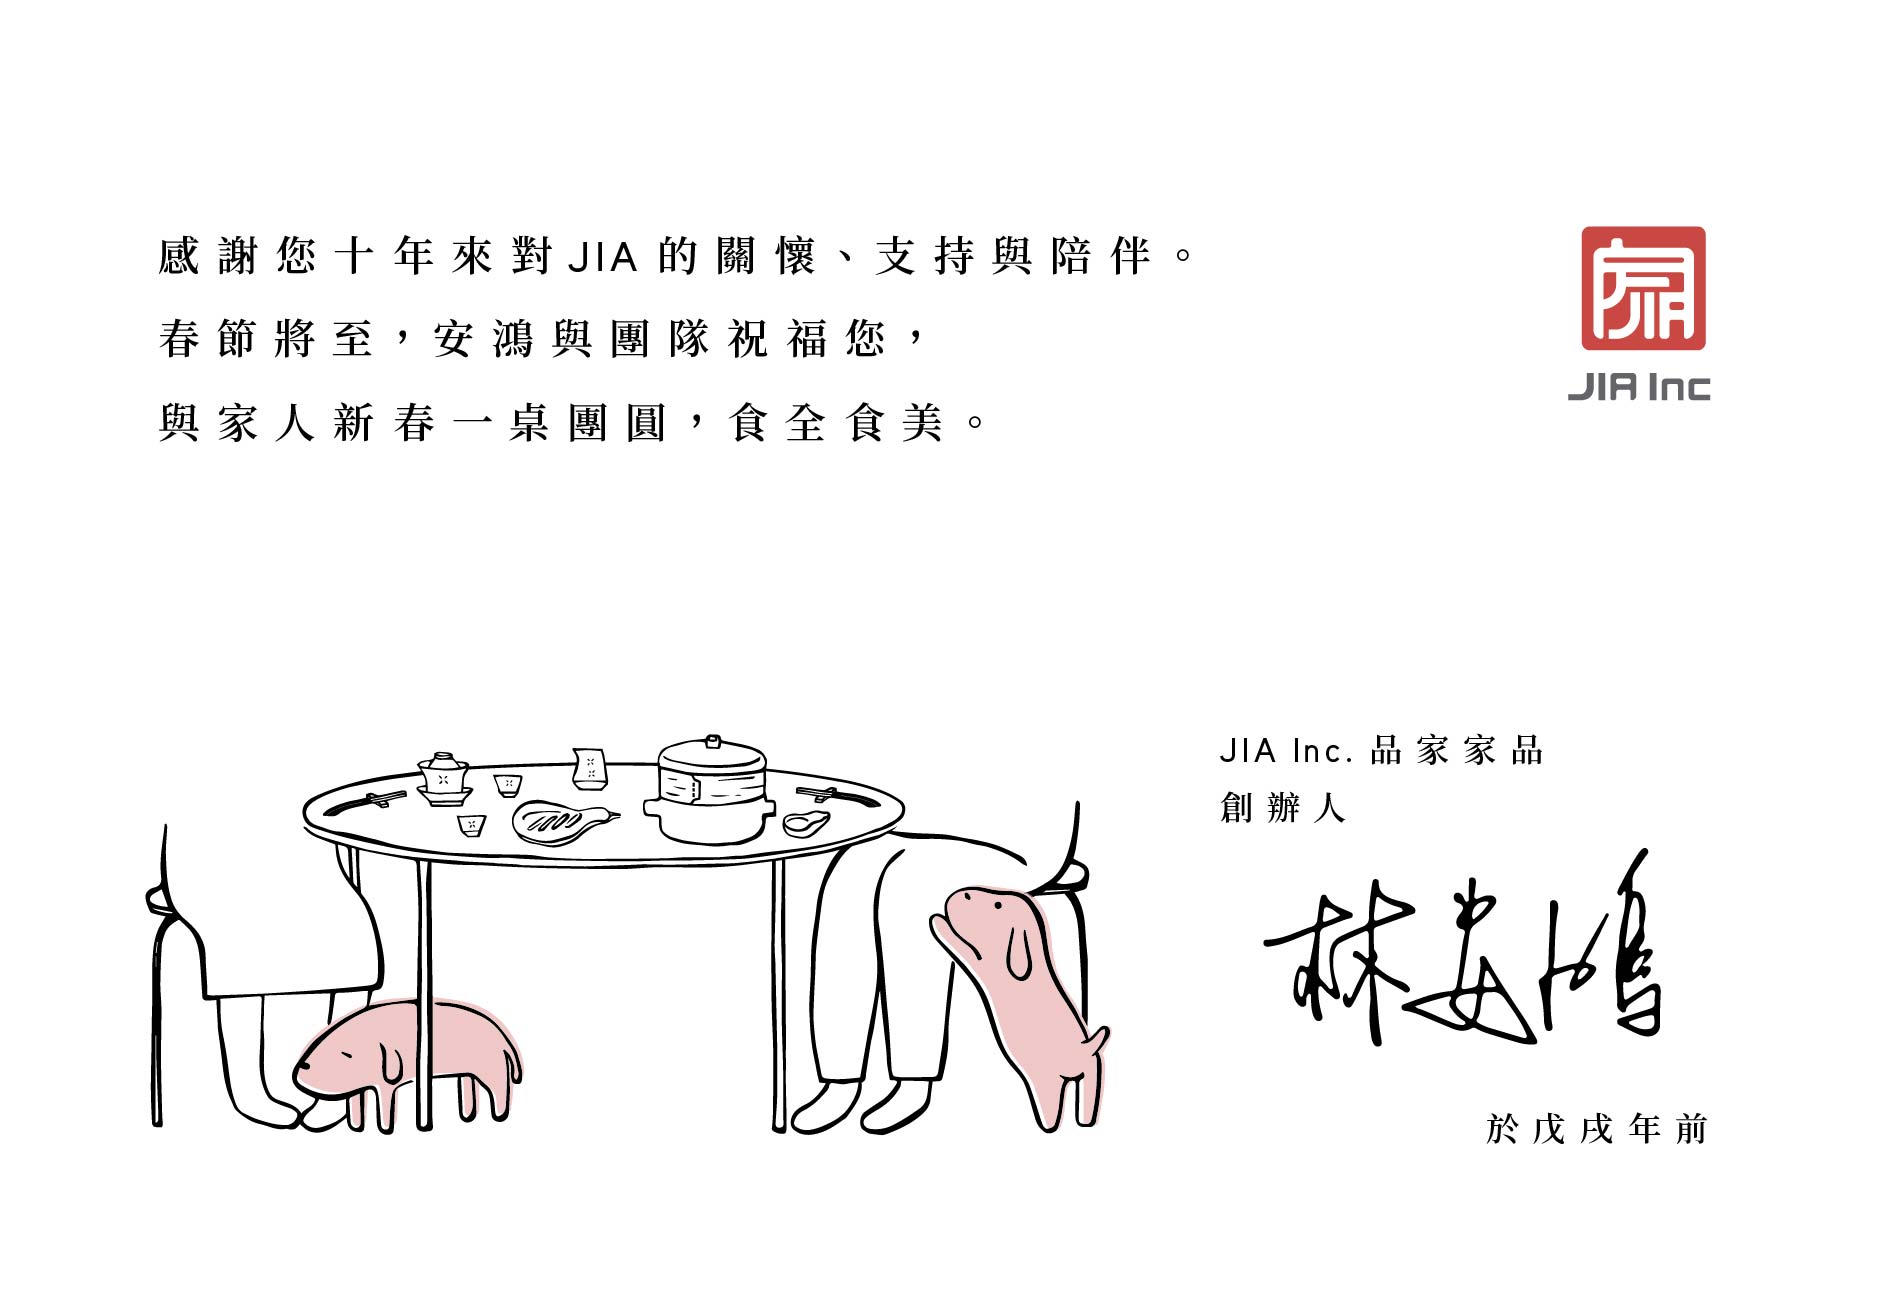 感謝您十年來對JIA的關懷、支持與陪伴。
春節將至，安鴻與團隊祝福您，
與家人新春一桌團圓，食全食美。
JIA Inc
JIA Inc. 品家家品
創辦人
林安鴻
於戊戌年前